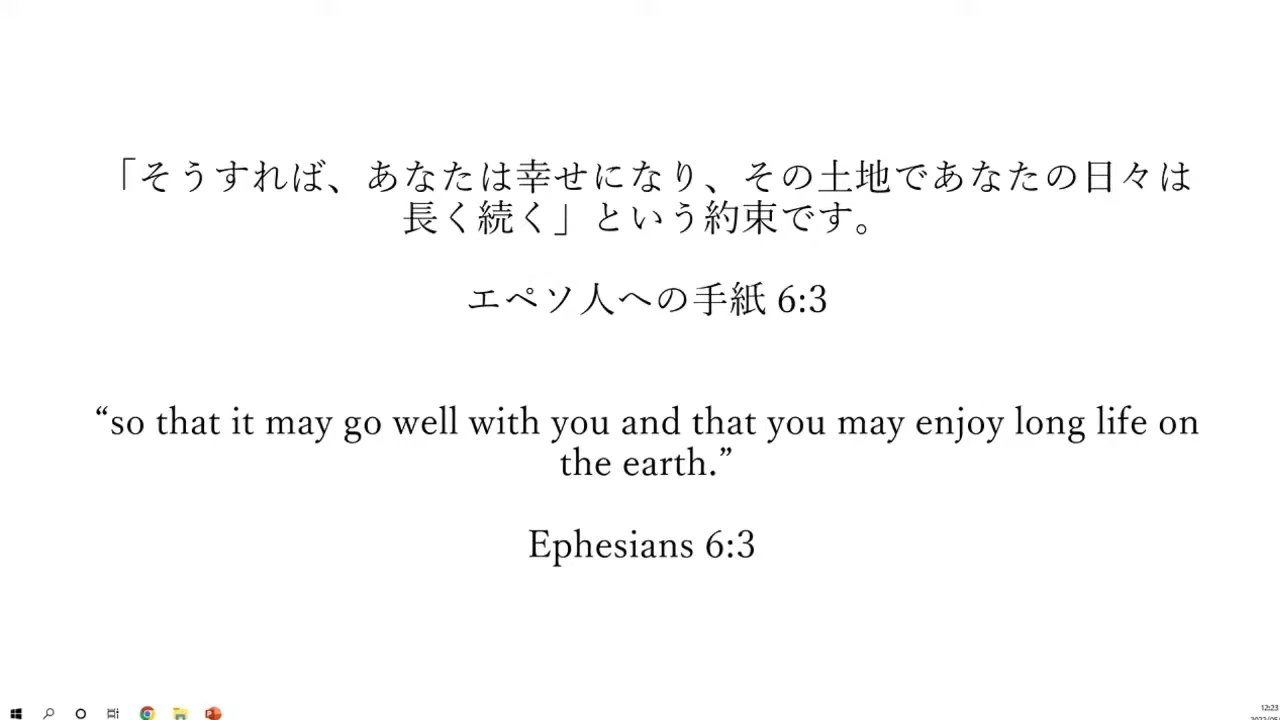 「そうすれば、あなたは幸せになり、その土地であなたの日々は
長く続く」という約束です。
エペソ人への手紙 6:3
“so that it may go well with you and that you may enjoy long life on
the earth.”
Ephesians 6:3
12:23